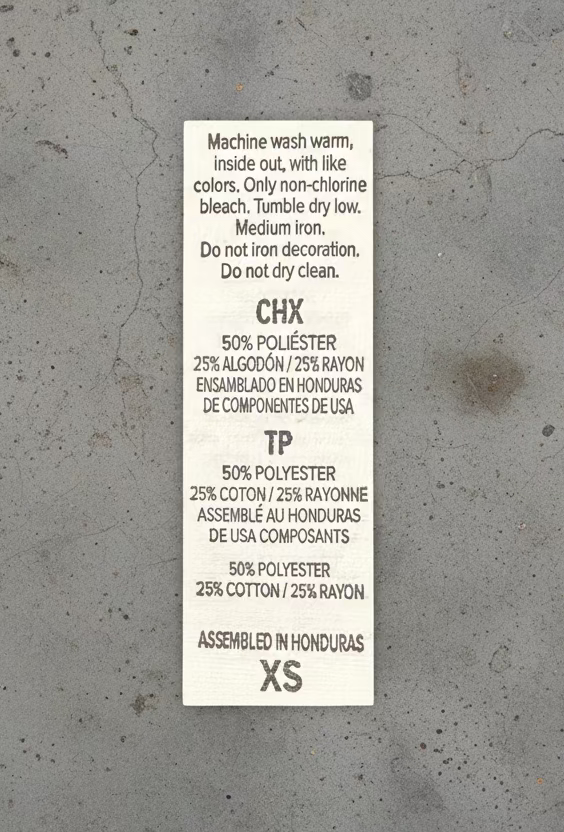 Machine wash warm,
inside out, with like
colors. Only non-chlorine
bleach. Tumble dry low.
Medium iron.
Do not iron decoration.
Do not dry clean.
CHX
50% POLIÉSTER
25% ALGODÓN / 25% RAYON
ENSAMBLADO EN HONDURAS
DE COMPONENTES DE USA
TP
50% POLYESTER
25% COTON / 25% RAYONNE
ASSEMBLÉ AU HONDURAS
DE USA COMPOSANTS
50% POLYESTER
25% COTTON / 25% RAYON
ASSEMBLED IN HONDURAS
XS